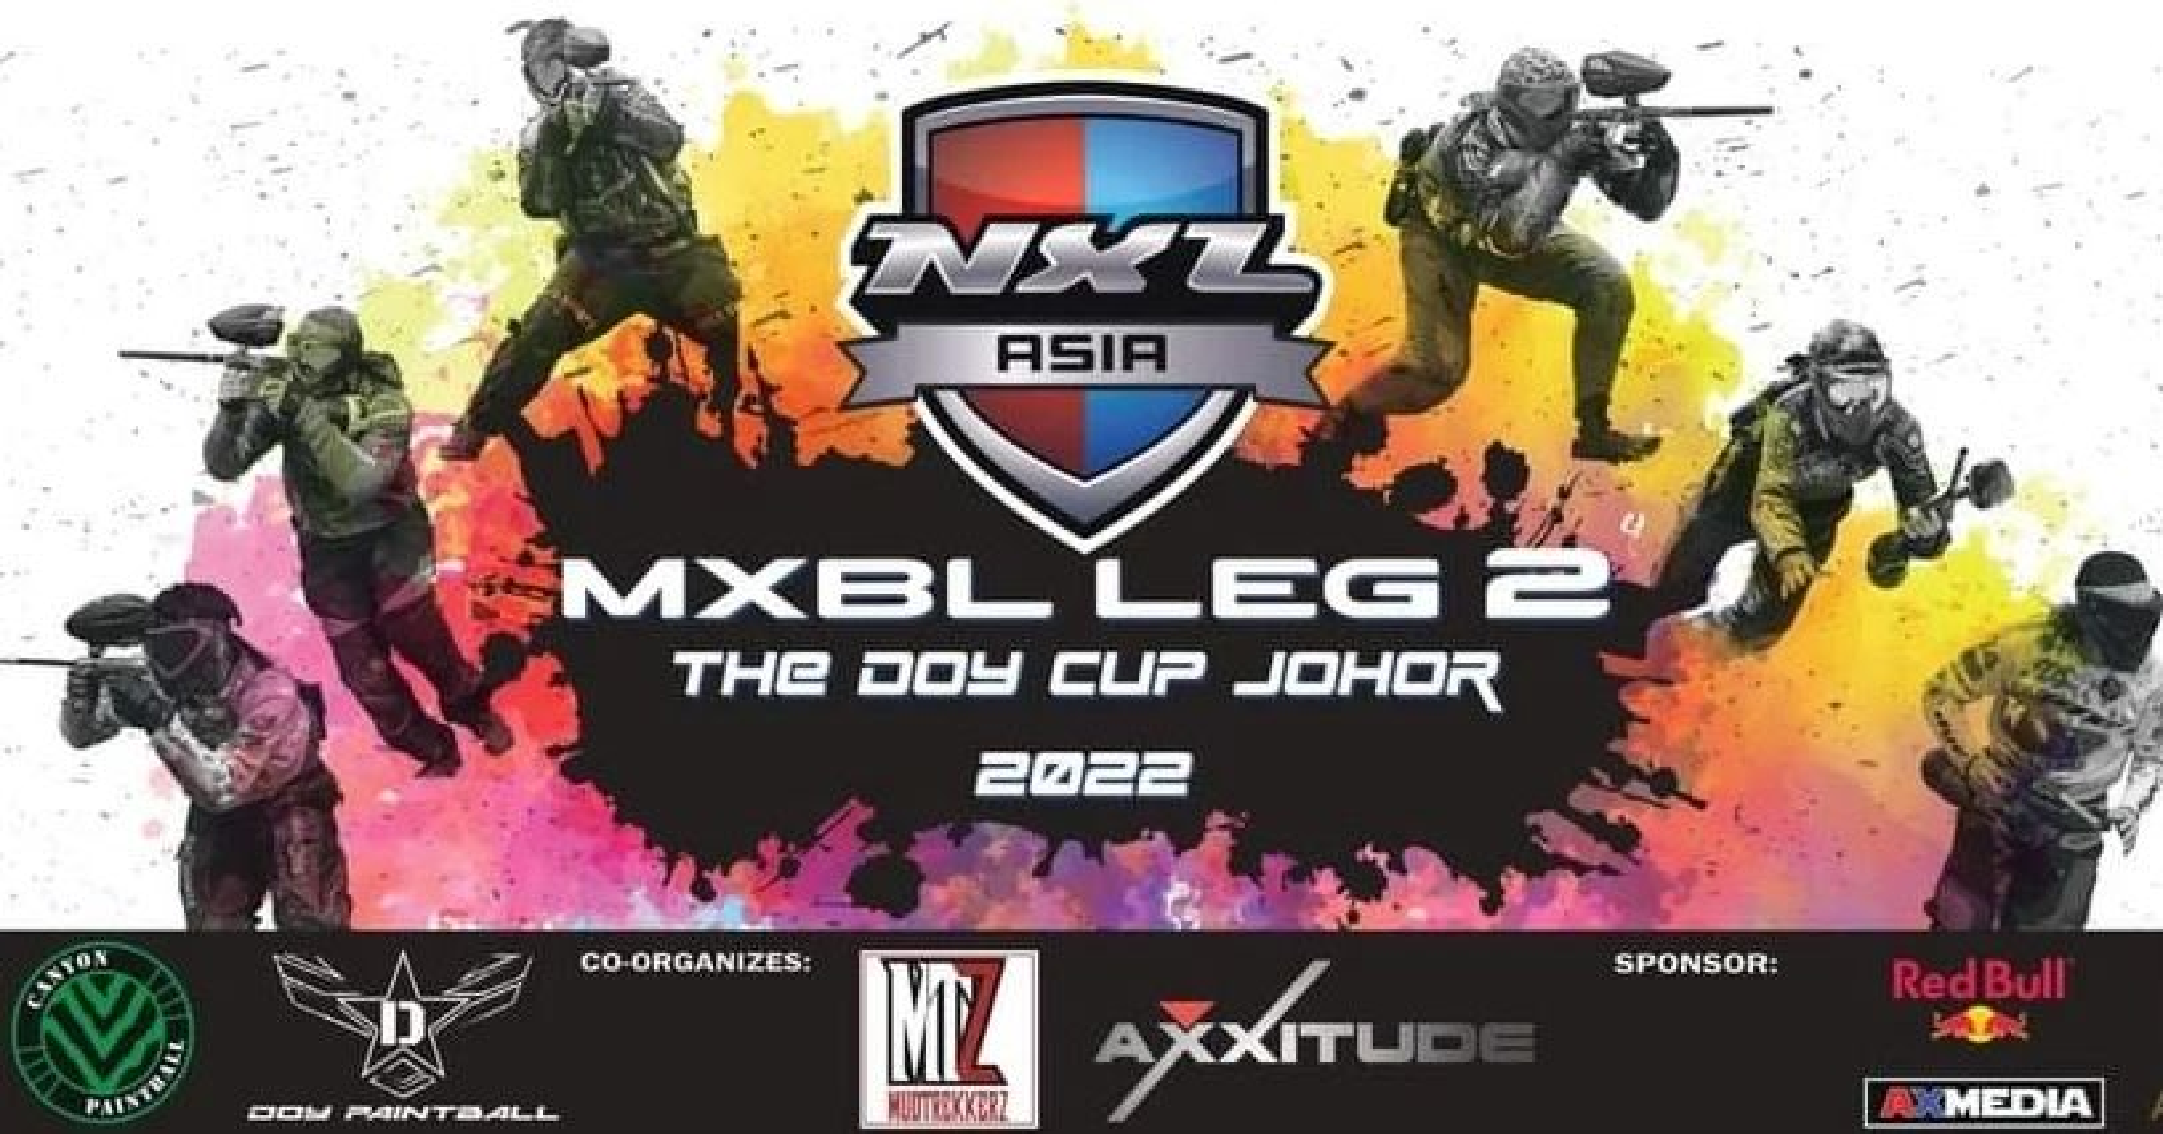 NXL
ASIA
MXBL LEG 2
THE DOY CUP JOHOR
2022
CANYON
PAINTBALL
D
DOY PAINTBALL
CO-ORGANIZES:
MTZ
MUDTREKKERZ
AXXITUDE
SPONSOR:
Red Bull
AXMEDIA